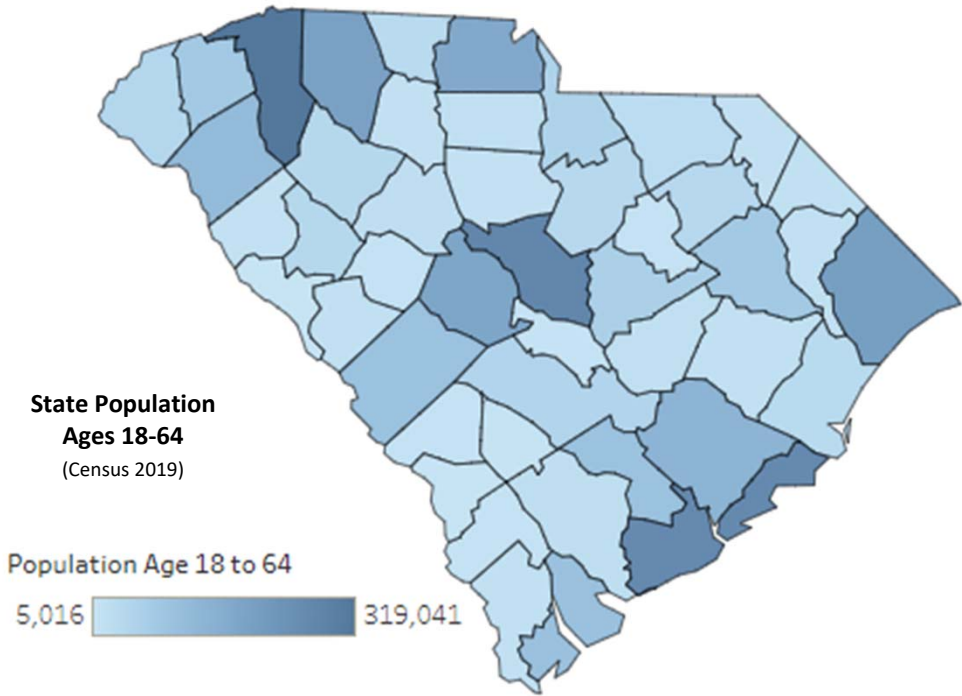 State Population
Ages 18-64
(Census 2019)
Population Age 18 to 64
5,016 319,041